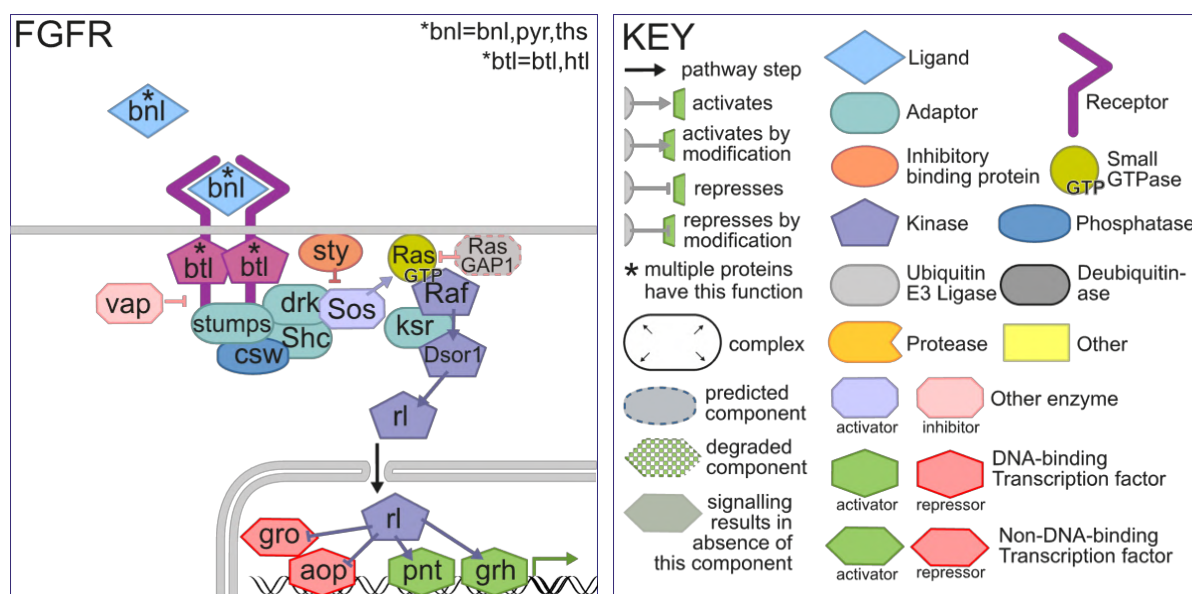 FGFR
*bnl=bnl,pyr,ths
*btl=btl,htl
*
bnl
*
bnl
*
btl
*
btl
sty
Ras
GTP
Ras
GAP1
vap
stumps
drk
Sos
Shc
csw
Raf
ksr
Dsor1
rl
rl
gro
aop
pnt
grh
KEY
pathway step
activates
activates by
modification
represses
represses by
modification
* multiple proteins
have this function
complex
predicted
component
degraded
component
signalling
results in
absence of
this component
Ligand
Adaptor
Receptor
Inhibitory
binding protein
Small
GTPase
GTP
Kinase
Phosphatase
Ubiquitin
E3 Ligase
Deubiquitin-
ase
Protease
Other
Other enzyme
activator
inhibitor
DNA-binding
Transcription factor
activator
repressor
Non-DNA-binding
Transcription factor
activator
repressor